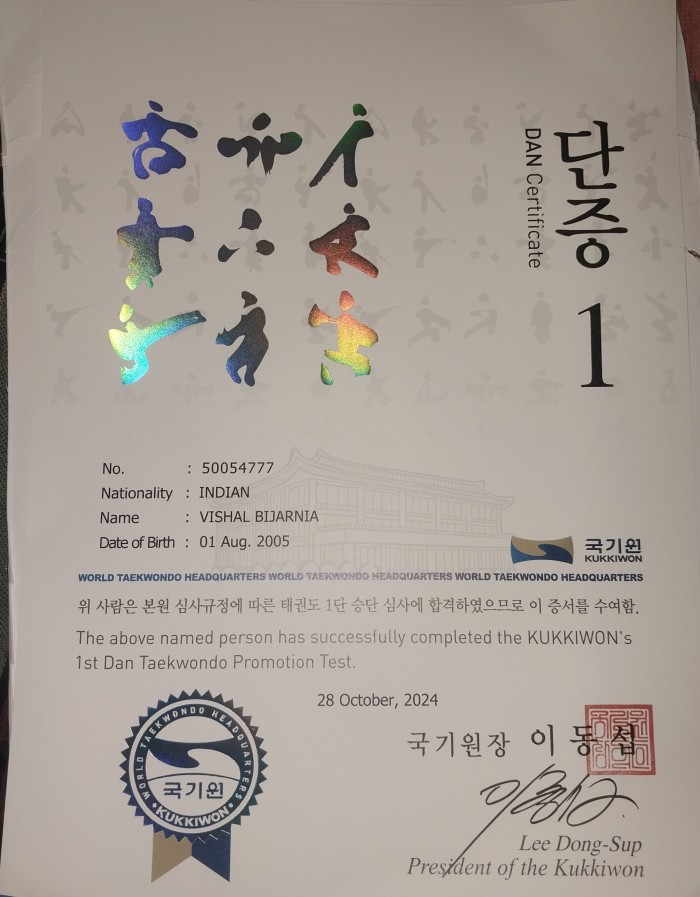 단증
DAN Certificate
1
No. : 50054777
Nationality : INDIAN
Name : VISHAL BIJARNIA
Date of Birth : 01 Aug. 2005
국기원
KUKKIWON
WORLD TAEKWONDO HEADQUARTERS WORLD TAEKWONDO HEADQUARTERS WORLD TAEKWONDO HEADQUARTERS
위 사람은 본원 심사규정에 따른 태권도 1단 승단 심사에 합격하였으므로 이 증서를 수여함.
The above named person has successfully completed the KUKKIWON's
1st Dan Taekwondo Promotion Test.
28 October, 2024
WORLD TAEKWONDO HEADQUARTERS
국기원
KUKKIWON
국기원장 이동섭
Lee Dong-Sup
President of the Kukkiwon